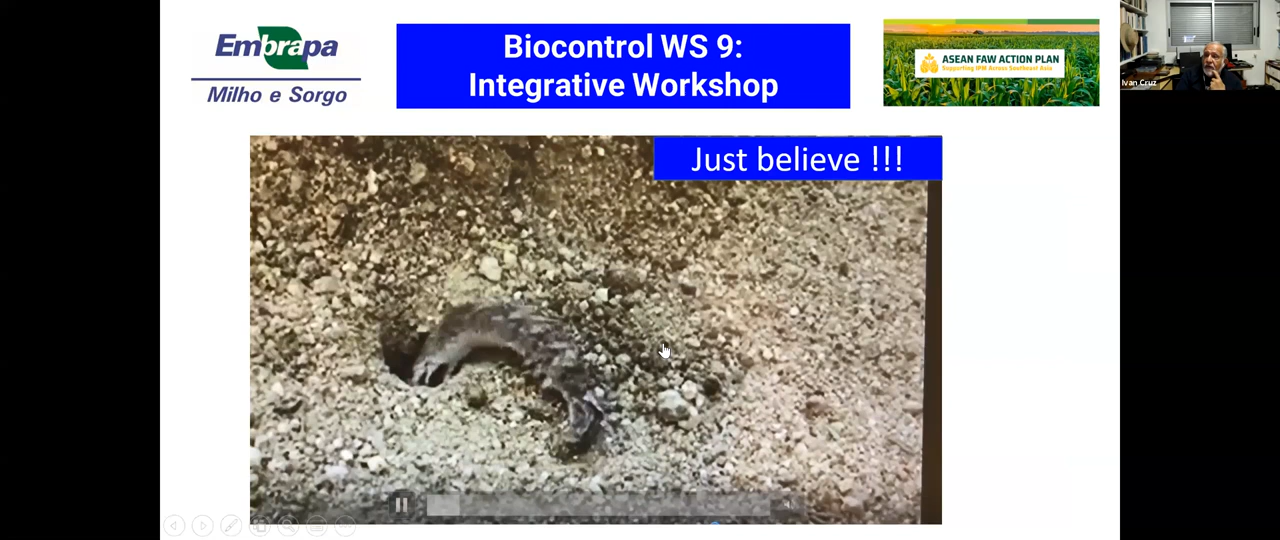 Embrapa
Milho e Sorgo
Biocontrol WS 9:
Integrative Workshop
ASEAN FAW ACTION PLAN
Supporting IPM Across Southeast Asia
Ivan Cruz
Just believe !!!